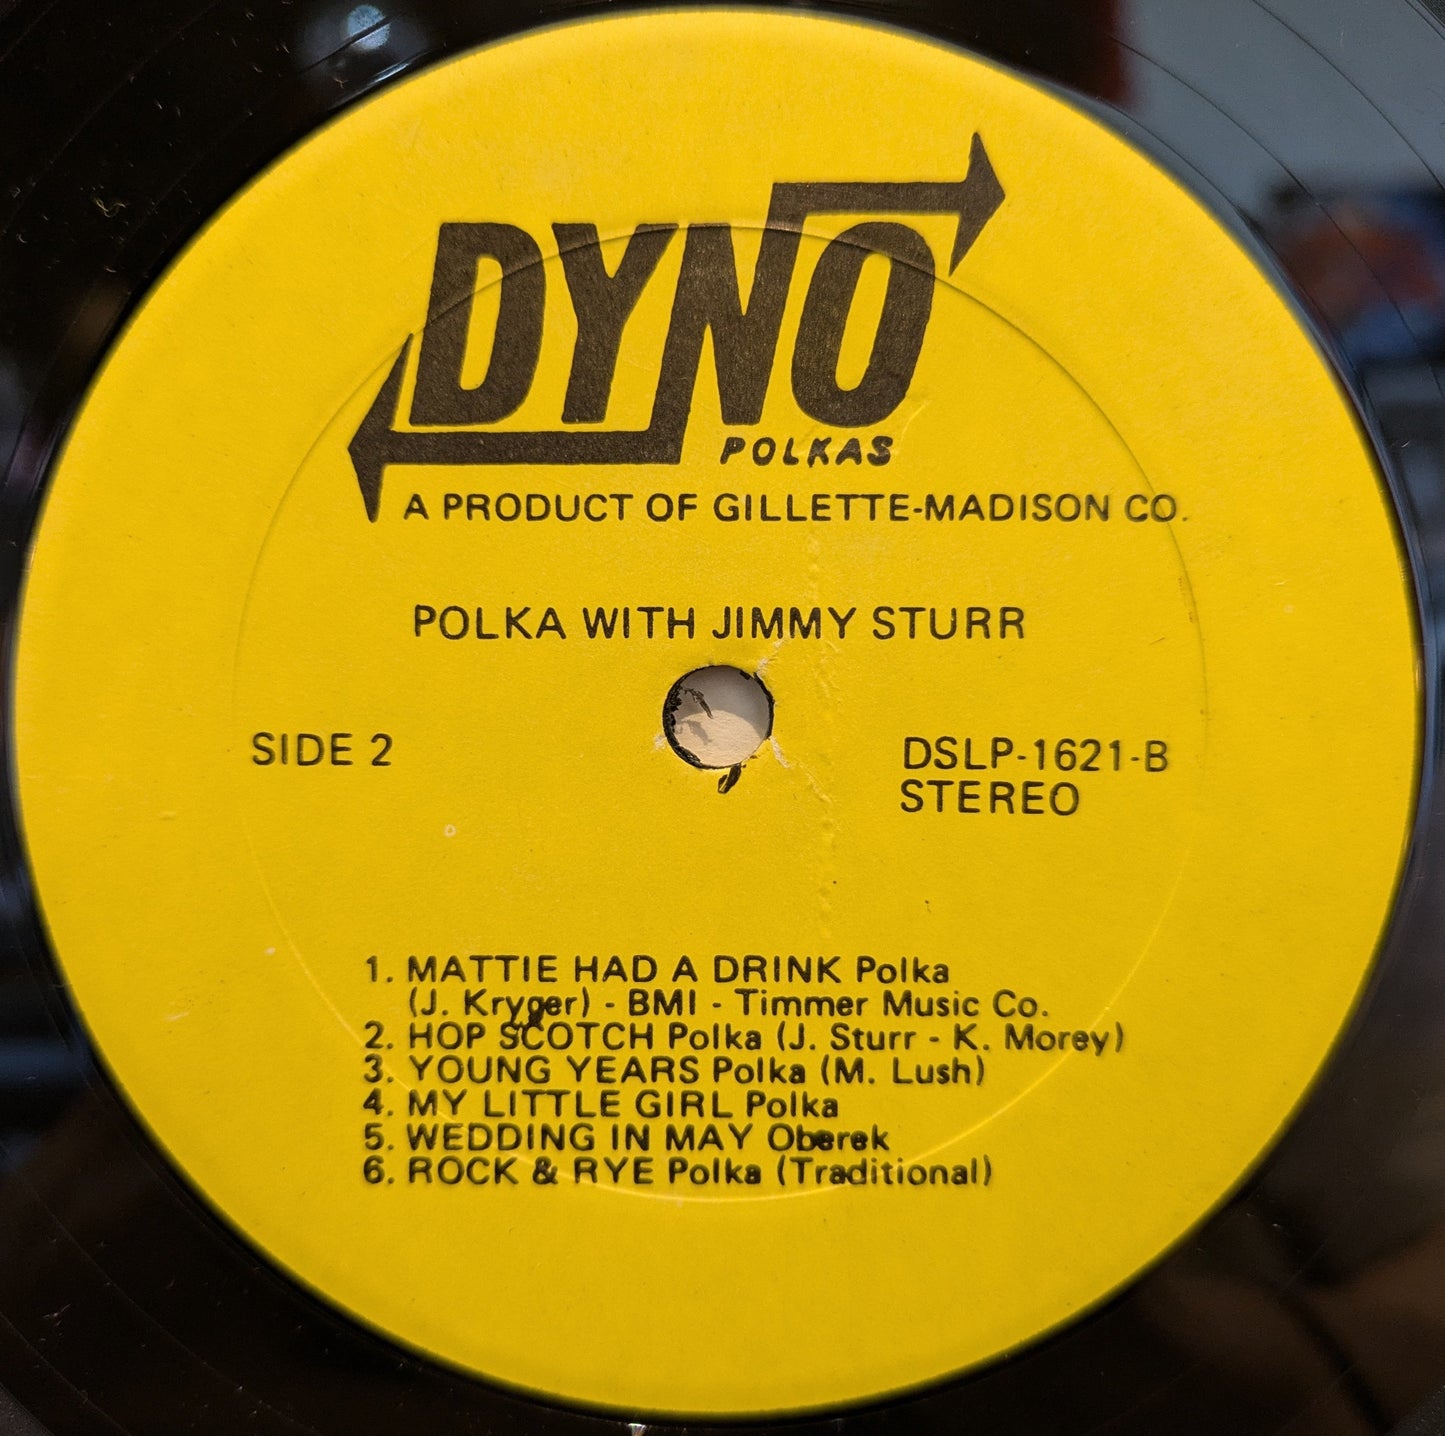 DYNO
POLKAS
A PRODUCT OF GILLETTE-MADISON CO.
POLKA WITH JIMMY STURR
SIDE 2
DSLP-1621-B
STEREO
1. MATTIE HAD A DRINK Polka
(J. Kryger) - BMI - Timmer Music Co.
2. HOP SCOTCH Polka (J. Sturr - K. Morey)
3. YOUNG YEARS Polka (M. Lush)
4. MY LITTLE GIRL Polka
5. WEDDING IN MAY Oberek
6. ROCK & RYE Polka (Traditional)